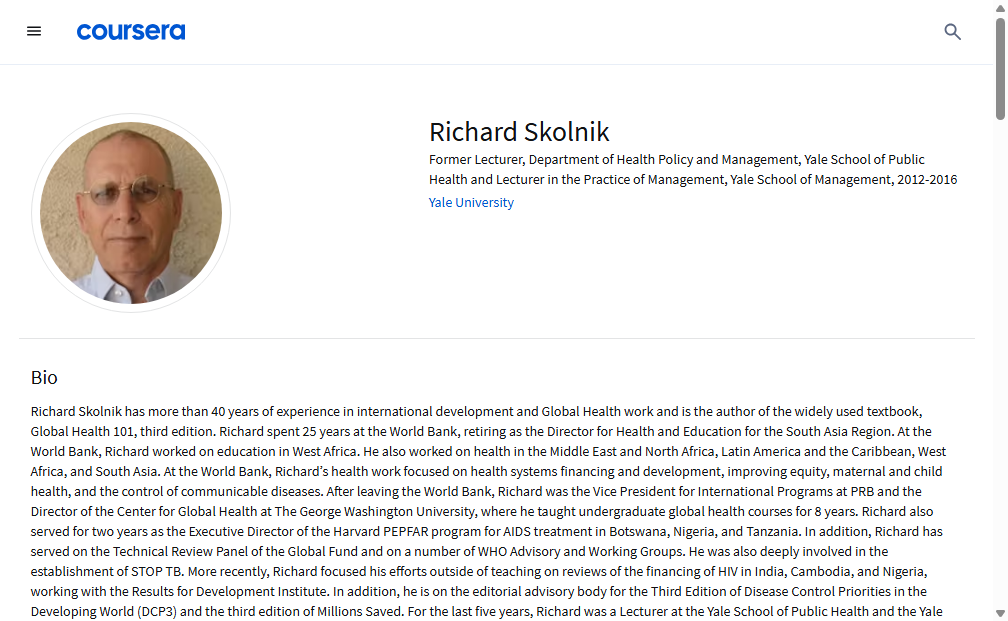 coursera
Richard Skolnik
Former Lecturer, Department of Health Policy and Management, Yale School of Public
Health and Lecturer in the Practice of Management, Yale School of Management, 2012-2016
Yale University
Bio
Richard Skolnik has more than 40 years of experience in international development and Global Health work and is the author of the widely used textbook,
Global Health 101, third edition. Richard spent 25 years at the World Bank, retiring as the Director for Health and Education for the South Asia Region. At the
World Bank, Richard worked on education in West Africa. He also worked on health in the Middle East and North Africa, Latin America and the Caribbean, West
Africa, and South Asia. At the World Bank, Richard’s health work focused on health systems financing and development, improving equity, maternal and child
health, and the control of communicable diseases. After leaving the World Bank, Richard was the Vice President for International Programs at PRB and the
Director of the Center for Global Health at The George Washington University, where he taught undergraduate global health courses for 8 years. Richard also
served for two years as the Executive Director of the Harvard PEPFAR program for AIDS treatment in Botswana, Nigeria, and Tanzania. In addition, Richard has
served on the Technical Review Panel of the Global Fund and on a number of WHO Advisory and Working Groups. He was also deeply involved in the
establishment of STOP TB. More recently, Richard focused his efforts outside of teaching on reviews of the financing of HIV in India, Cambodia, and Nigeria,
working with the Results for Development Institute. In addition, he is on the editorial advisory body for the Third Edition of Disease Control Priorities in the
Developing World (DCP3) and the third edition of Millions Saved. For the last five years, Richard was a Lecturer at the Yale School of Public Health and the Yale